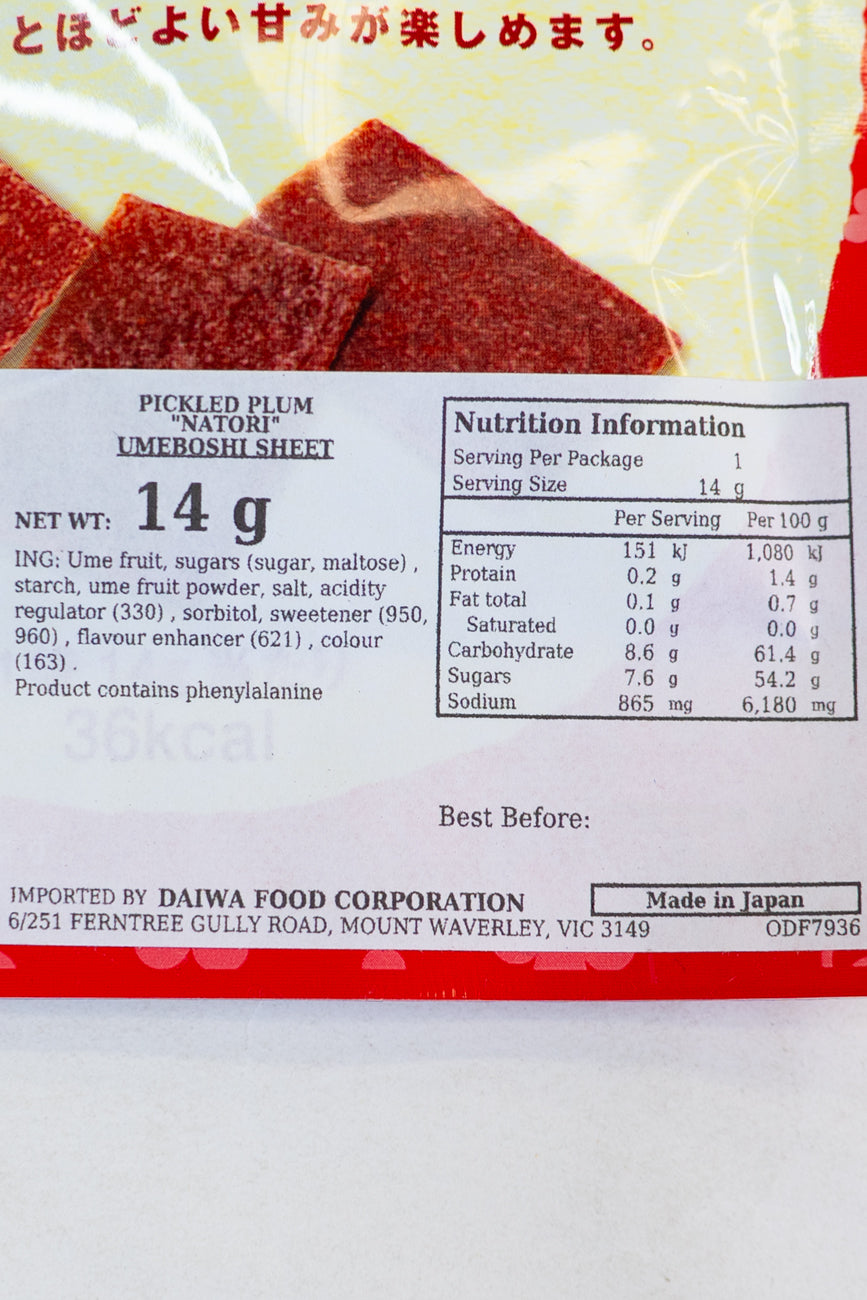 とほどよい甘みが楽しめます。
PICKLED PLUM
"NATORI"
UMEBOSHI SHEET
NET WT: 14 g
ING: Ume fruit, sugars (sugar, maltose) ,
starch, ume fruit powder, salt, acidity
regulator (330) , sorbitol, sweetener (950,
960) , flavour enhancer (621) , colour
(163) .
Product contains phenylalanine
36kcal
Nutrition Information
Serving Per Package 1
Serving Size 14 g
Per Serving Per 100 g
Energy 151 kJ 1,080 kJ
Protain 0.2 g 1.4 g
Fat total 0.1 g 0.7 g
Saturated 0.0 g 0.0 g
Carbohydrate 8.6 g 61.4 g
Sugars 7.6 g 54.2 g
Sodium 865 mg 6,180 mg
Best Before:
IMPORTED BY DAIWA FOOD CORPORATION
Made in Japan
6/251 FERNTREE GULLY ROAD, MOUNT WAVERLEY, VIC 3149
ODF7936